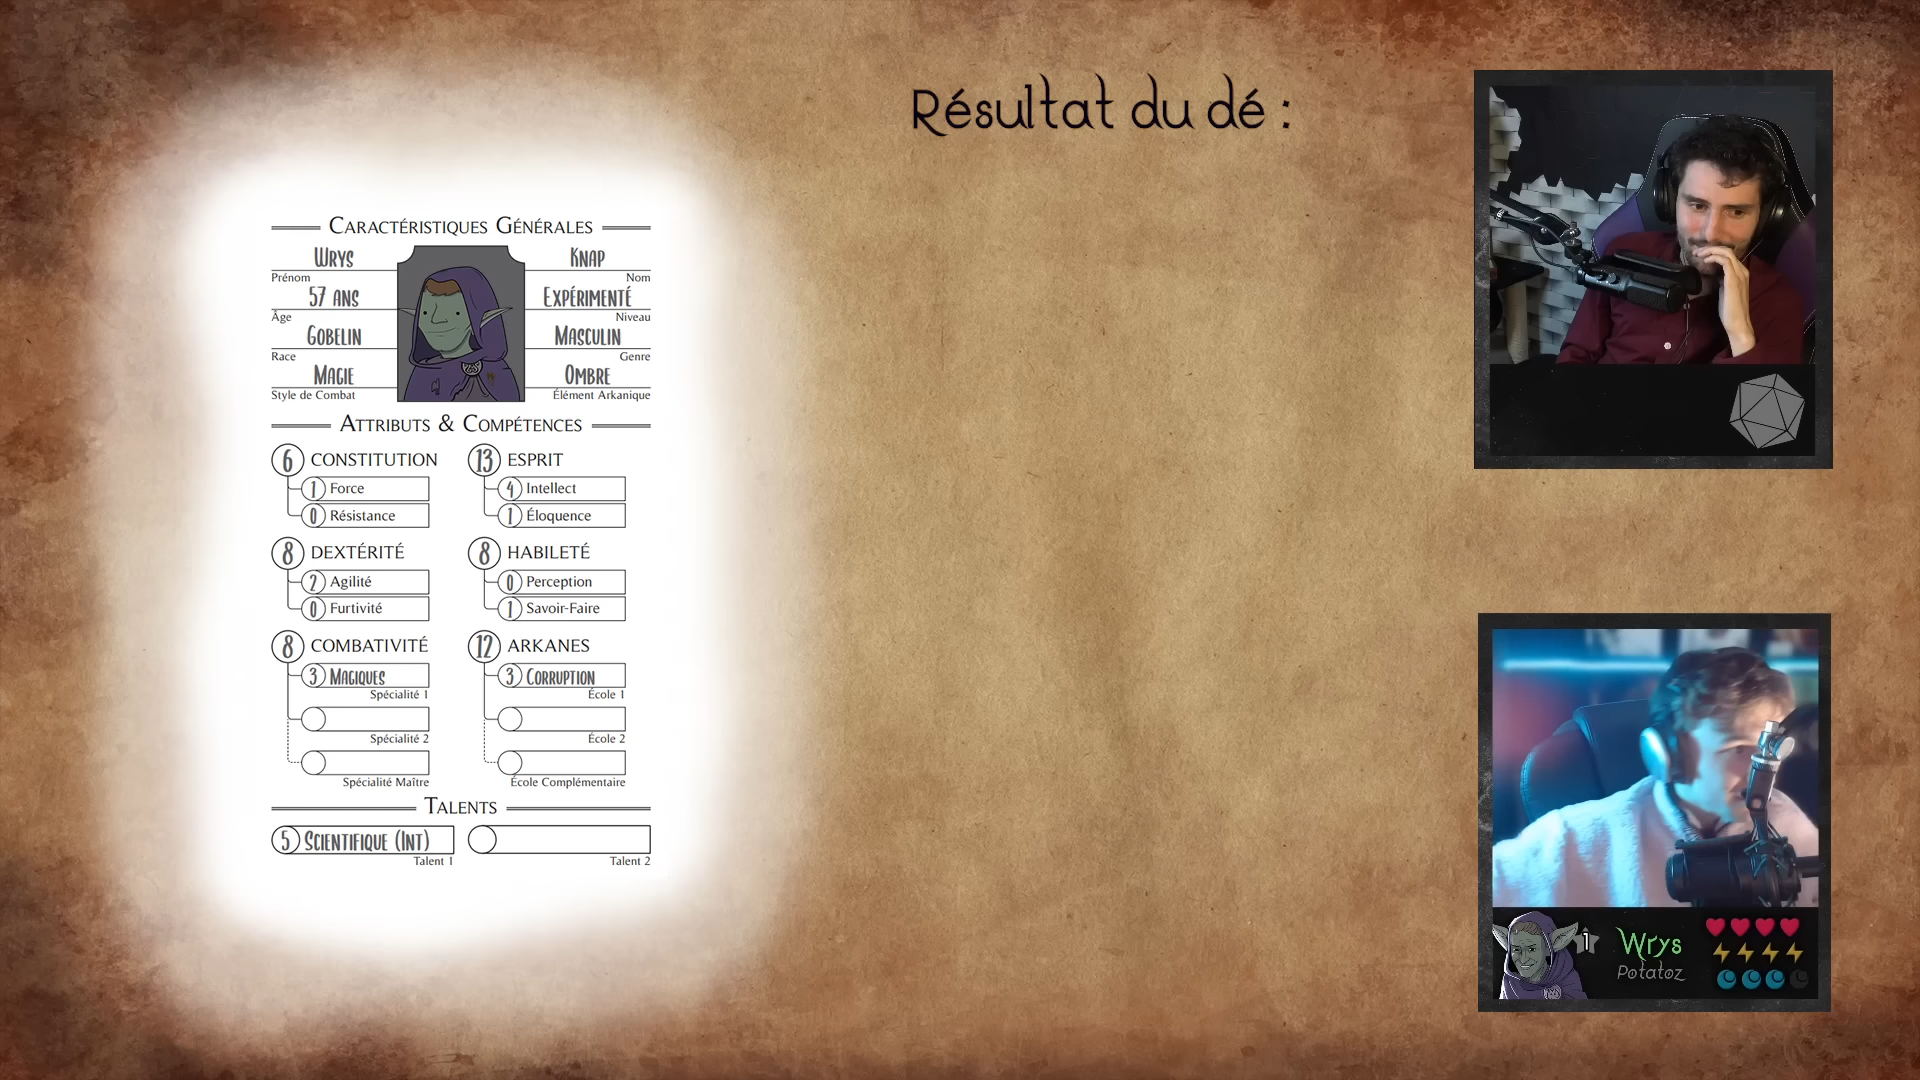 Résultat du dé :
Caractéristiques Générales
Wrys
Knap
Prénom
Nom
57 ans
Expérimenté
Âge
Niveau
Gobelin
Masculin
Race
Genre
Magie
Ombre
Style de Combat
Élément Arkanique
Attributs & Compétences
6 CONSTITUTION
13 ESPRIT
1 Force
4 Intellect
0 Résistance
1 Éloquence
8 DEXTÉRITÉ
8 HABILETÉ
2 Agilité
0 Perception
0 Furtivité
1 Savoir-Faire
8 COMBATIVITÉ
12 ARKANES
3 Magiques
3 Corruption
Spécialité 1
École 1
Spécialité 2
École 2
Spécialité Maître
École Complémentaire
Talents
5 Scientifique (Int)
Talent 1
Talent 2
1
Wrys
Potatoz